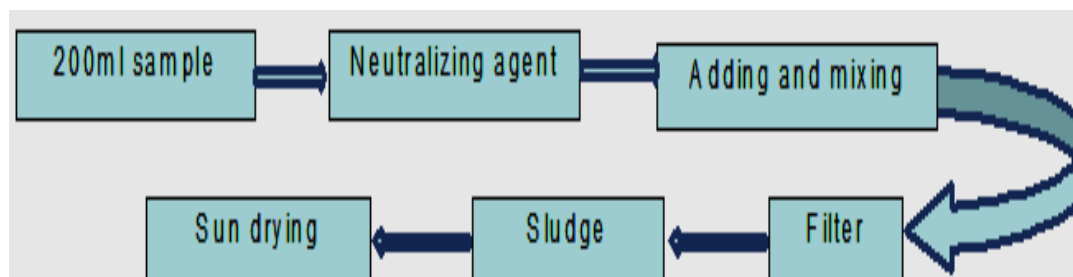 200ml sample
Neutralizing agent
Adding and mixing
Filter
Sludge
Sun drying